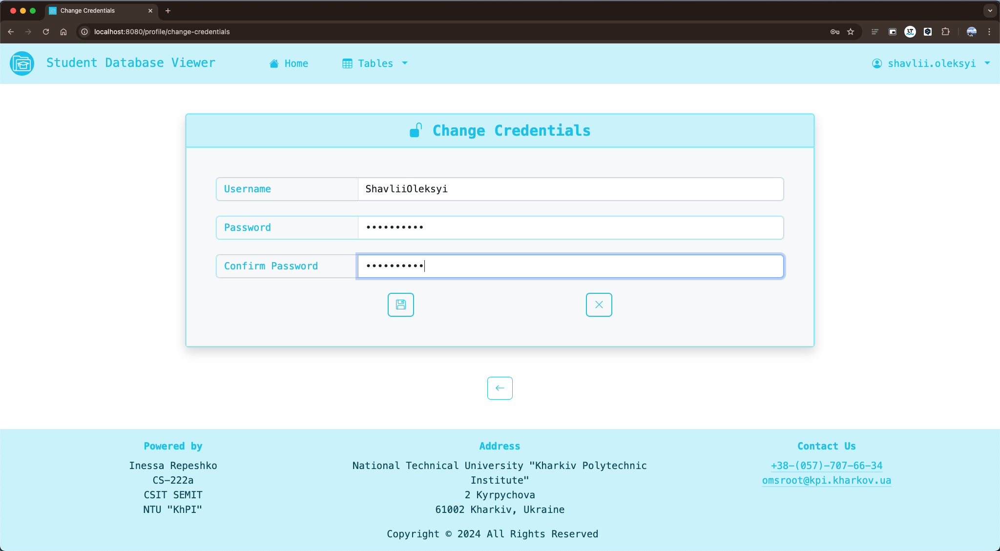 Change Credentials
localhost:8080/profile/change-credentials
Student Database Viewer
Home
Tables
shavlii.oleksyi
Change Credentials
Username
ShavliiOleksyi
Password
••••••••••
Confirm Password
••••••••••
Powered by
Inessa Repeshko
CS-222a
CSIT SEMIT
NTU "KhPI"
Address
National Technical University "Kharkiv Polytechnic
Institute"
2 Kyrpychova
61002 Kharkiv, Ukraine
Contact Us
+38-(057)-707-66-34
omsroot@kpi.kharkov.ua
Copyright © 2024 All Rights Reserved